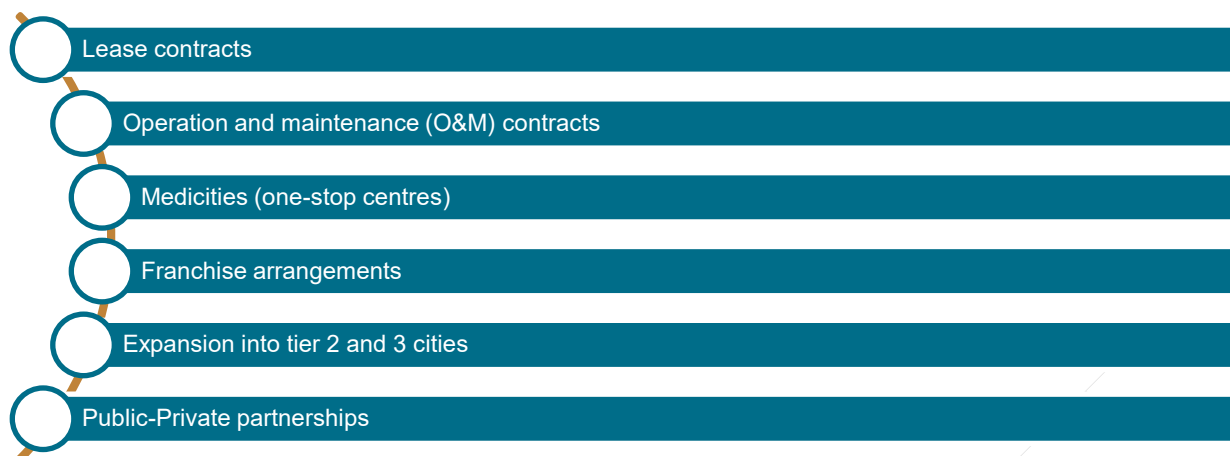 Lease contracts
Operation and maintenance (O&M) contracts
Medicities (one-stop centres)
Franchise arrangements
Expansion into tier 2 and 3 cities
Public-Private partnerships